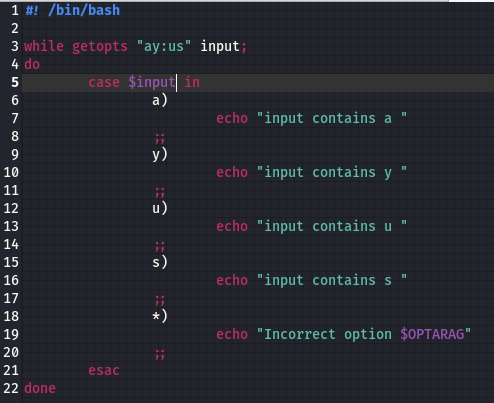 1 #! /bin/bash
2
3 while getopts "ay:us" input;
4 do
5         case $input in
6                 a)
7                         echo "input contains a "
8                 ;;
9                 y)
10                         echo "input contains y "
11                 ;;
12                 u)
13                         echo "input contains u "
14                 ;;
15                 s)
16                         echo "input contains s "
17                 ;;
18                 *)
19                         echo "Incorrect option $OPTARAG"
20                 ;;
21         esac
22 done